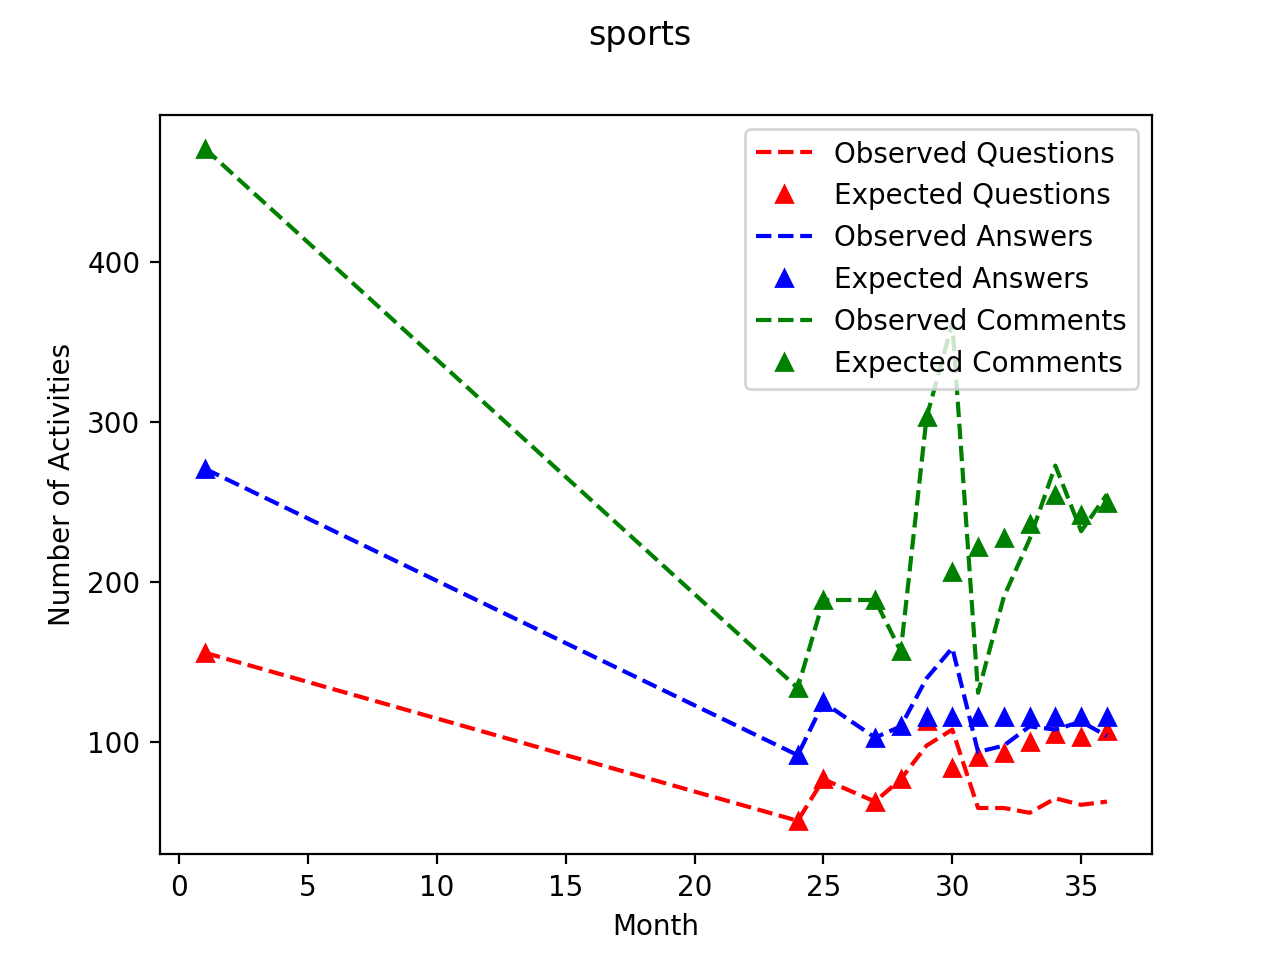 sports
Number of Activities
400
300
200
100
Observed Questions
Expected Questions
Observed Answers
Expected Answers
Observed Comments
Expected Comments
0 5 10 15 20 25 30 35
Month